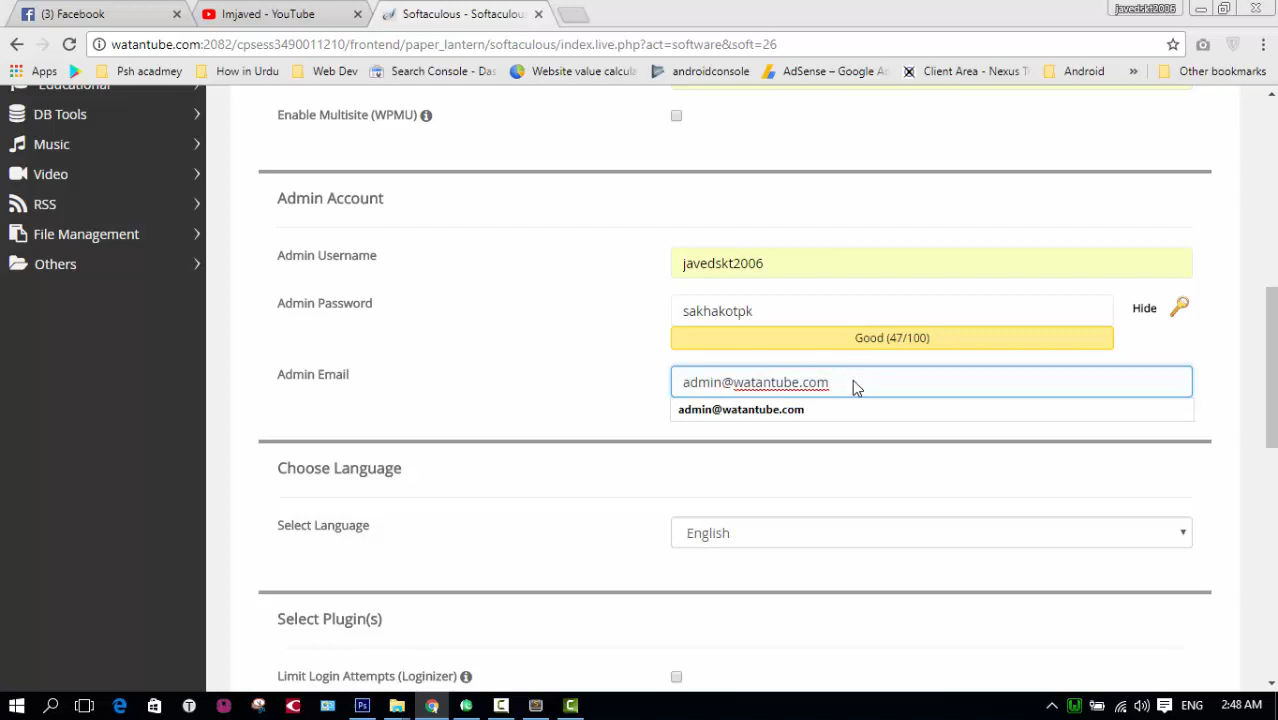 (3) Facebook
Imjaved - YouTube
Softaculous - Softaculou
javedskt2006
watantube.com:2082/cpsess3490011210/frontend/paper_lantern/softaculous/index.live.php?act=software&soft=26
Apps
Psh acadmey
How in Urdu
Web Dev
Search Console - Das
Website value calcula
androidconsole
AdSense – Google Ad
Client Area - Nexus T
Android
»
Other bookmarks
Educational
DB Tools
Music
Video
RSS
File Management
Others
Enable Multisite (WPMU)
Admin Account
Admin Username
javedskt2006
Admin Password
sakhakotpk
Hide
Good (47/100)
Admin Email
admin@watantube.com
admin@watantube.com
Choose Language
Select Language
English
Select Plugin(s)
Limit Login Attempts (Loginizer)
ENG
2:48 AM